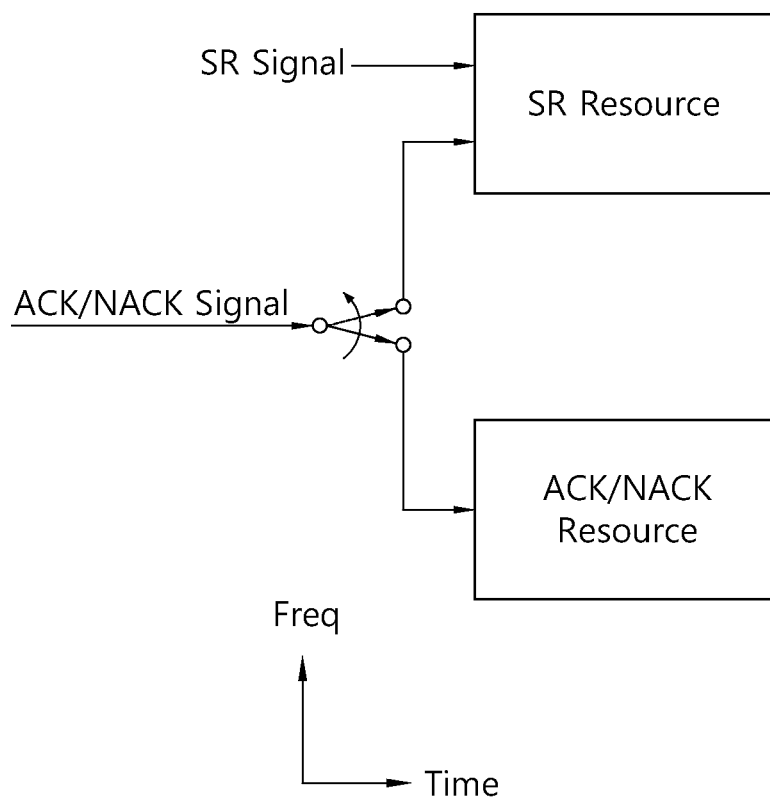 SR Signal
SR Resource
ACK/NACK Signal
ACK/NACK
Resource
Freq
Time